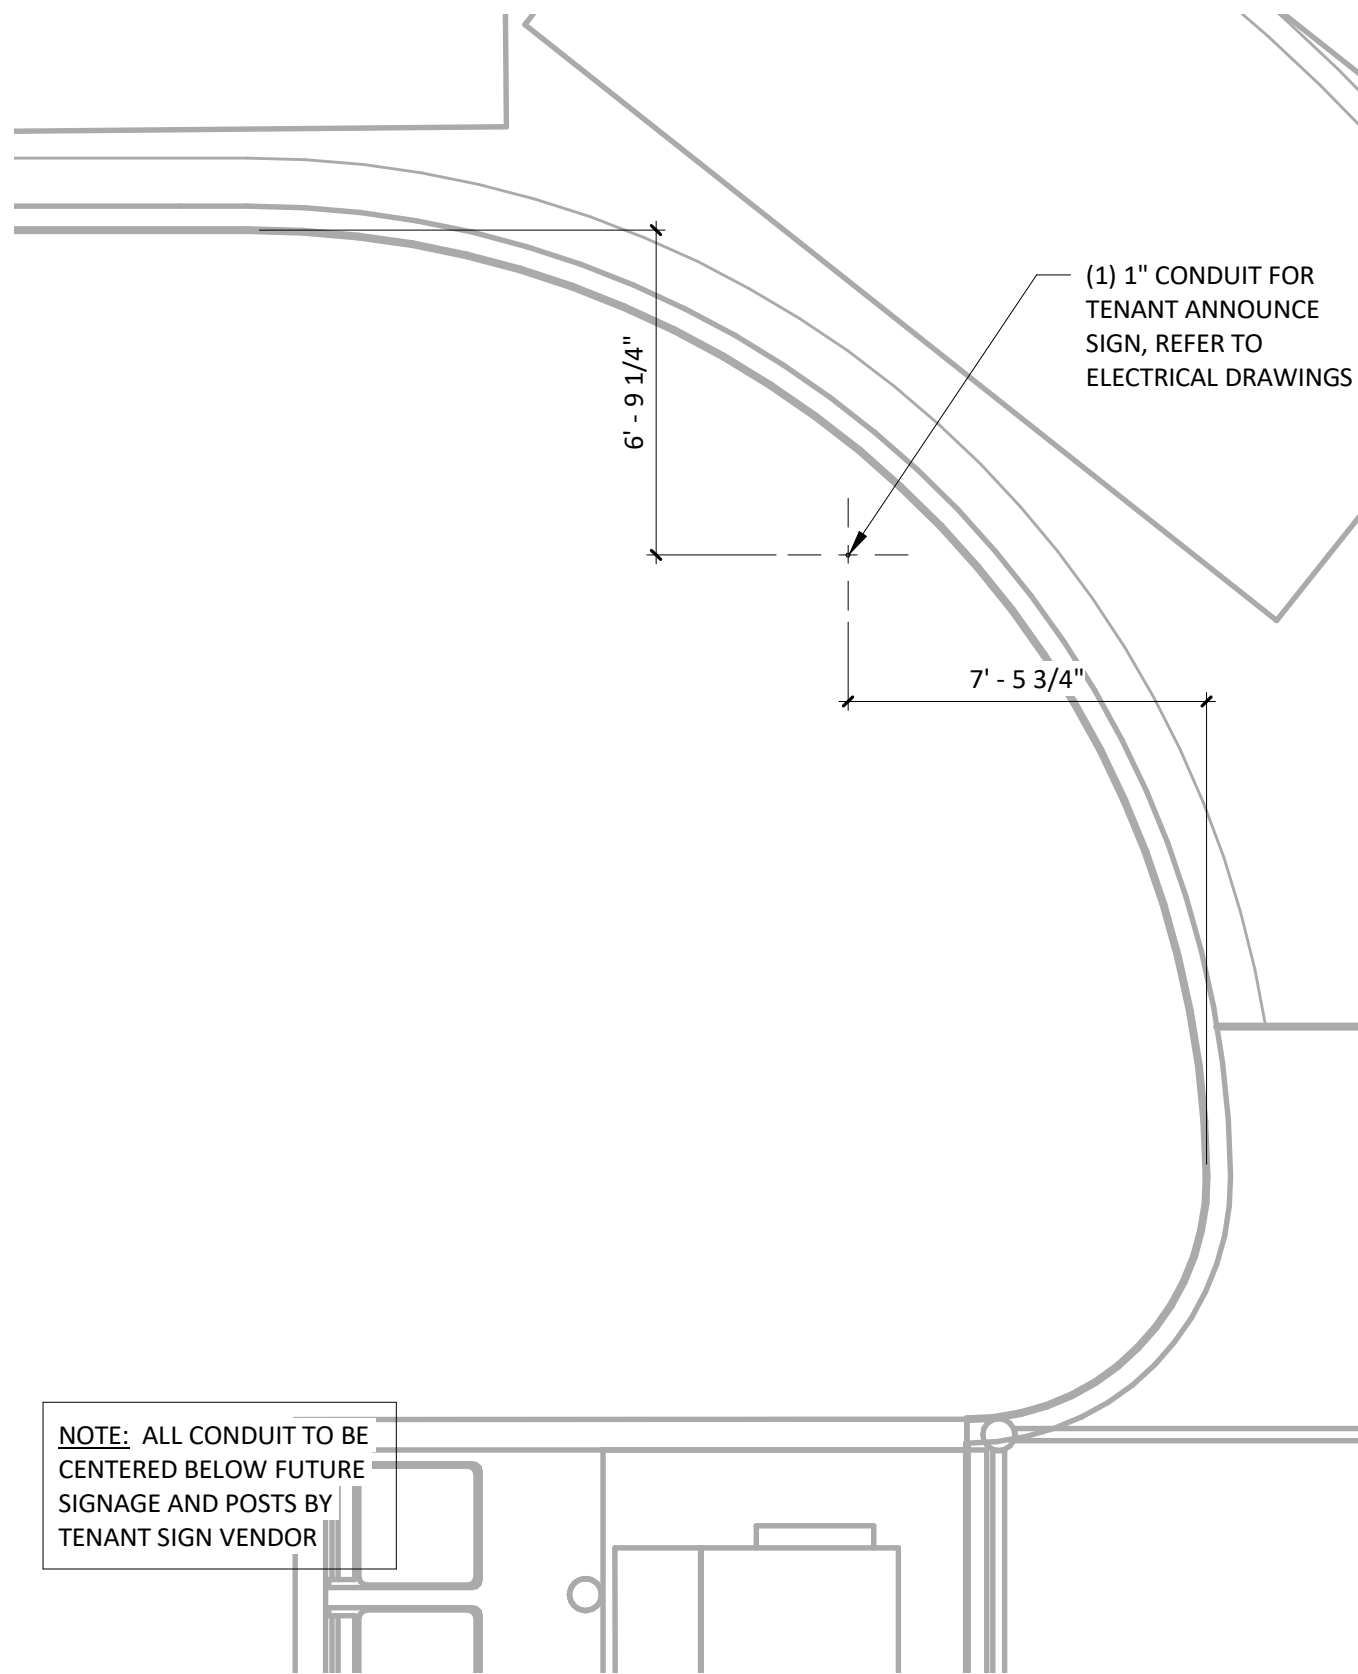 (1) 1" CONDUIT FOR
TENANT ANNOUNCE
SIGN, REFER TO
ELECTRICAL DRAWINGS
6' - 9 1/4"
7' - 5 3/4"
NOTE: ALL CONDUIT TO BE
CENTERED BELOW FUTURE
SIGNAGE AND POSTS BY
TENANT SIGN VENDOR